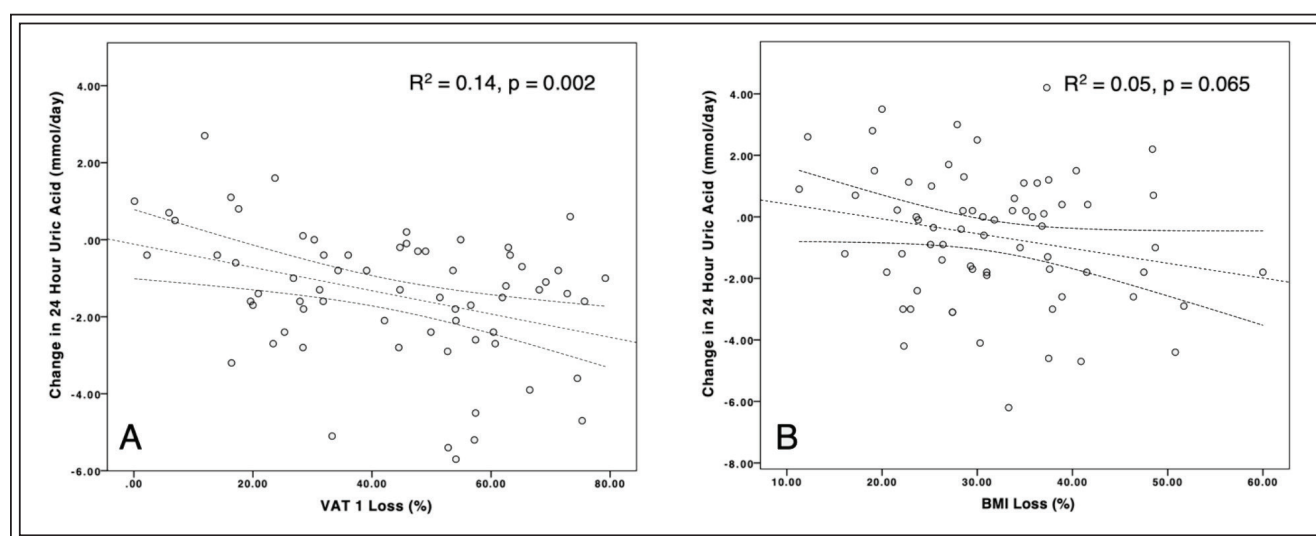 R² = 0.14, p = 0.002
Change in 24 Hour Uric Acid (mmol/day)
4.00
2.00
.00
-2.00
-4.00
-6.00
A
.00 20.00 40.00 60.00 80.00
VAT 1 Loss (%)
R² = 0.05, p = 0.065
Change in 24 Hour Uric Acid (mmol/day)
4.00
2.00
.00
-2.00
-4.00
-6.00
-8.00
B
10.00 20.00 30.00 40.00 50.00 60.00
BMI Loss (%)